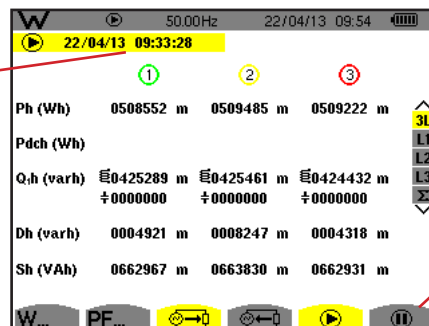 W 50.00Hz 22/04/13 09:54
22/04/13 09:33:28
1 2 3
Ph (Wh) 0508552 m 0509485 m 0509222 m
3L
L1
Pdch (Wh)
L2
Q₁h (varh) 0425289 m 0425461 m 0424432 m
L3
÷0000000 ÷0000000 ÷0000000
Σ
Dh (varh) 0004921 m 0008247 m 0004318 m
Sh (VAh) 0662967 m 0663830 m 0662931 m
W... PF...